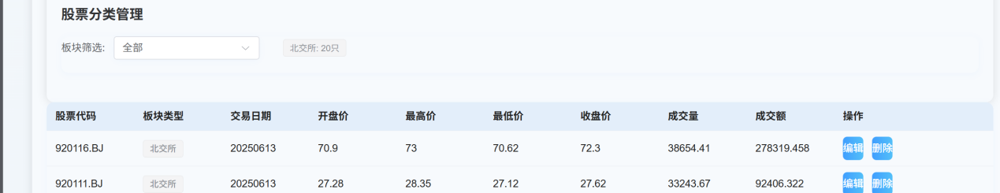 股票分类管理
板块筛选: 全部 北交所: 20只
股票代码 板块类型 交易日期 开盘价 最高价 最低价 收盘价 成交量 成交额 操作
920116.BJ 北交所 20250613 70.9 73 70.62 72.3 38654.41 278319.458 编辑 删除
920111.BJ 北交所 20250613 27.28 28.35 27.12 27.62 33243.67 92406.322 编辑 删除